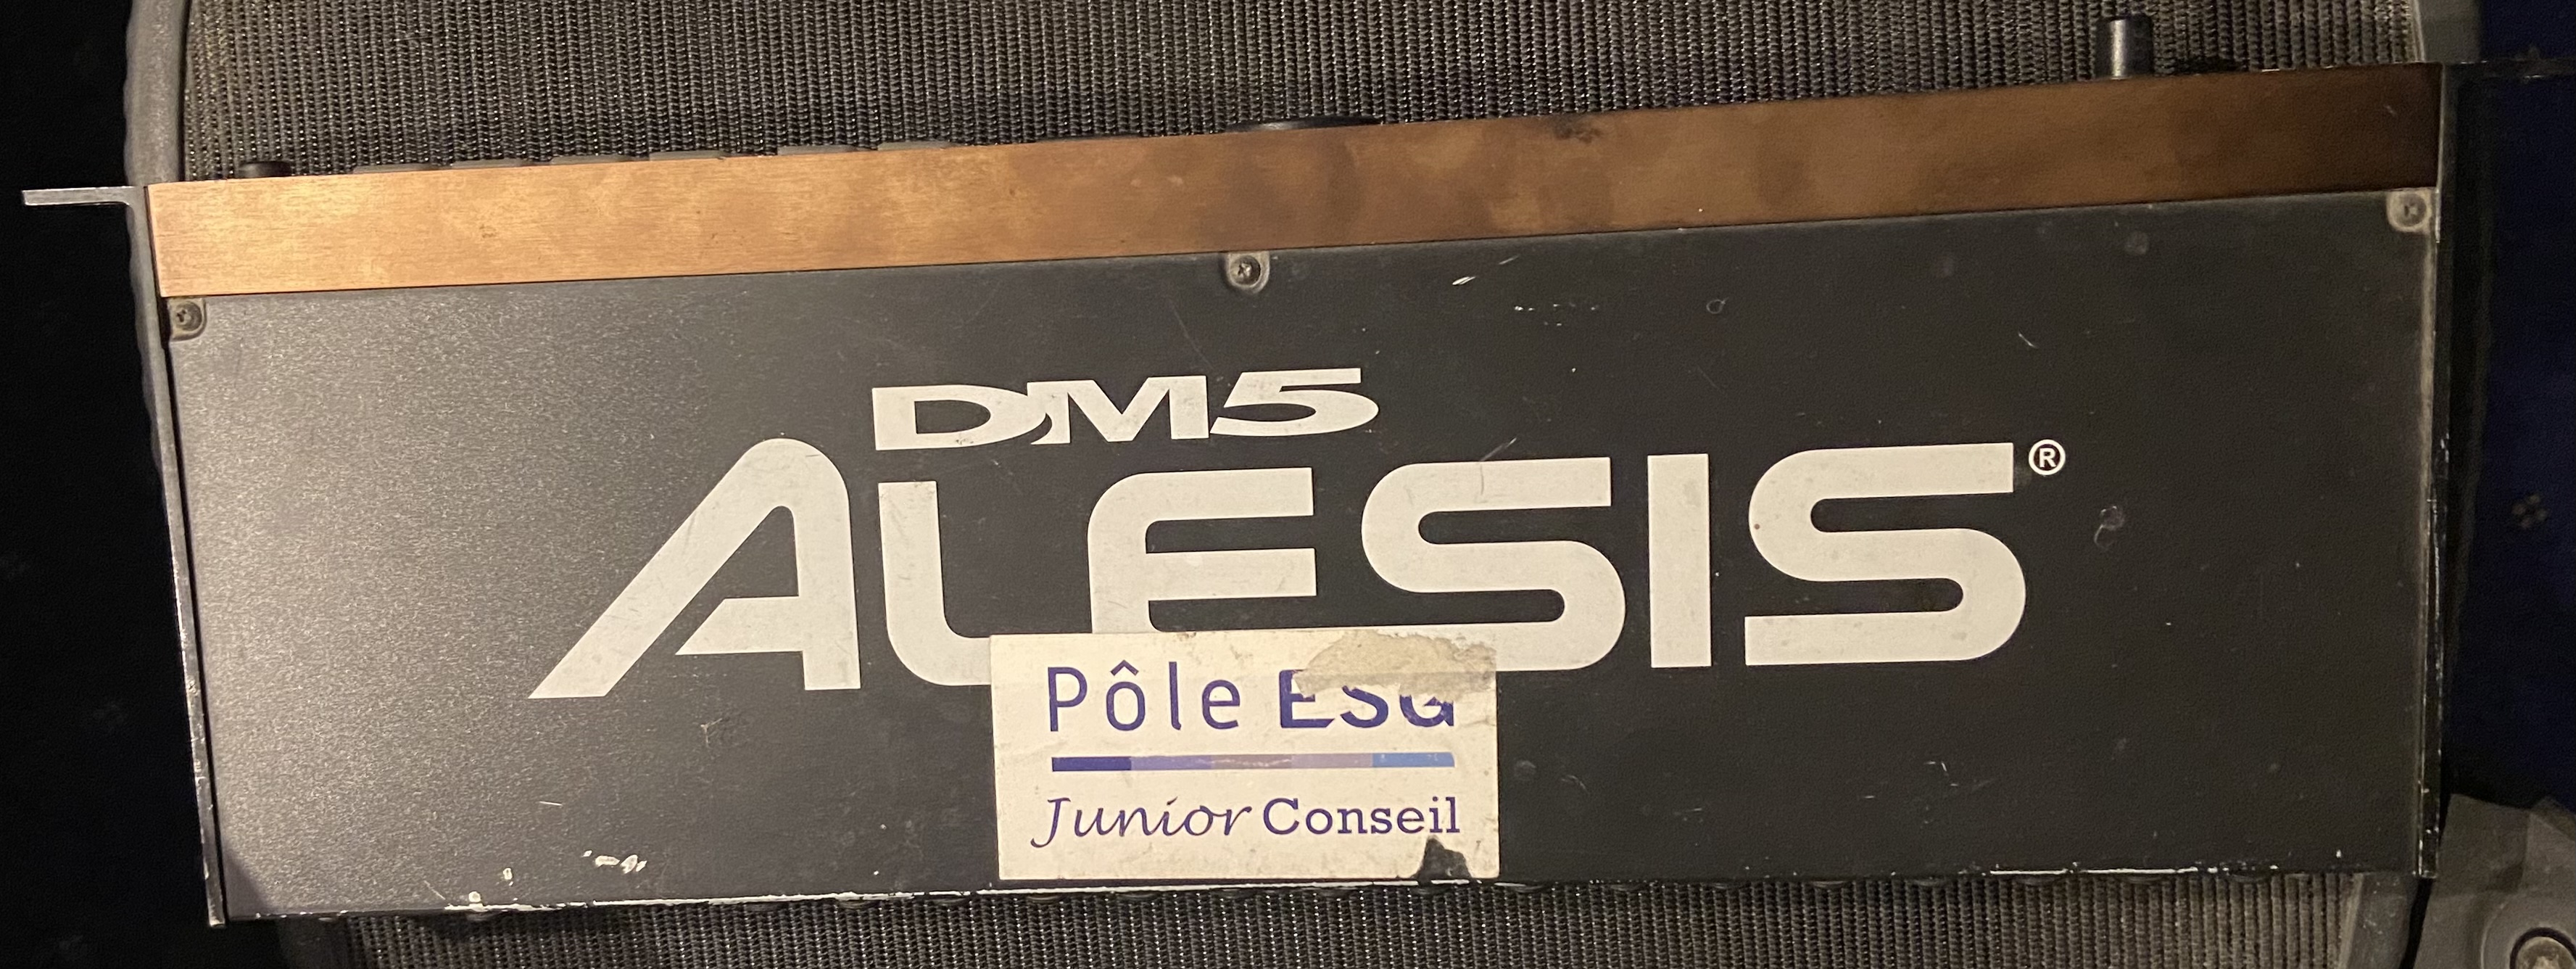 DM5
ALESIS®
Pôle ESG
Junior Conseil